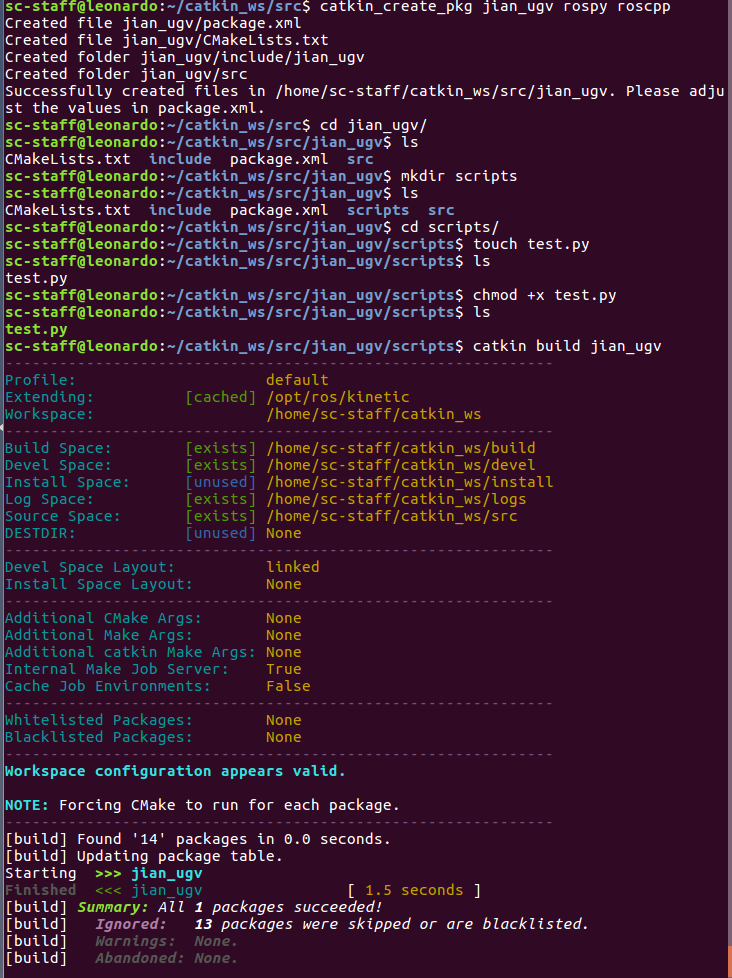 sc-staff@leonardo:~/catkin_ws/src$ catkin_create_pkg jian_ugv rospy roscpp
Created file jian_ugv/package.xml
Created file jian_ugv/CMakeLists.txt
Created folder jian_ugv/include/jian_ugv
Created folder jian_ugv/src
Successfully created files in /home/sc-staff/catkin_ws/src/jian_ugv. Please adju
st the values in package.xml.
sc-staff@leonardo:~/catkin_ws/src$ cd jian_ugv/
sc-staff@leonardo:~/catkin_ws/src/jian_ugv$ ls
CMakeLists.txt  include  package.xml  src
sc-staff@leonardo:~/catkin_ws/src/jian_ugv$ mkdir scripts
sc-staff@leonardo:~/catkin_ws/src/jian_ugv$ ls
CMakeLists.txt  include  package.xml  scripts  src
sc-staff@leonardo:~/catkin_ws/src/jian_ugv$ cd scripts/
sc-staff@leonardo:~/catkin_ws/src/jian_ugv/scripts$ touch test.py
sc-staff@leonardo:~/catkin_ws/src/jian_ugv/scripts$ ls
test.py
sc-staff@leonardo:~/catkin_ws/src/jian_ugv/scripts$ chmod +x test.py
sc-staff@leonardo:~/catkin_ws/src/jian_ugv/scripts$ ls
test.py
sc-staff@leonardo:~/catkin_ws/src/jian_ugv/scripts$ catkin build jian_ugv
-------------------------------------------------------------
Profile:                     default
Extending:          [cached] /opt/ros/kinetic
Workspace:                   /home/sc-staff/catkin_ws
-------------------------------------------------------------
Build Space:        [exists] /home/sc-staff/catkin_ws/build
Devel Space:        [exists] /home/sc-staff/catkin_ws/devel
Install Space:      [unused] /home/sc-staff/catkin_ws/install
Log Space:          [exists] /home/sc-staff/catkin_ws/logs
Source Space:       [exists] /home/sc-staff/catkin_ws/src
DESTDIR:            [unused] None
-------------------------------------------------------------
Devel Space Layout:          linked
Install Space Layout:        None
-------------------------------------------------------------
Additional CMake Args:       None
Additional Make Args:        None
Additional catkin Make Args: None
Internal Make Job Server:    True
Cache Job Environments:      False
-------------------------------------------------------------
Whitelisted Packages:        None
Blacklisted Packages:        None
-------------------------------------------------------------
Workspace configuration appears valid.

NOTE: Forcing CMake to run for each package.
-------------------------------------------------------------
[build] Found '14' packages in 0.0 seconds.
[build] Updating package table.
Starting  >>> jian_ugv
Finished  <<< jian_ugv                [ 1.5 seconds ]
[build] Summary: All 1 packages succeeded!
[build]   Ignored:   13 packages were skipped or are blacklisted.
[build]   Warnings:  None.
[build]   Abandoned: None.